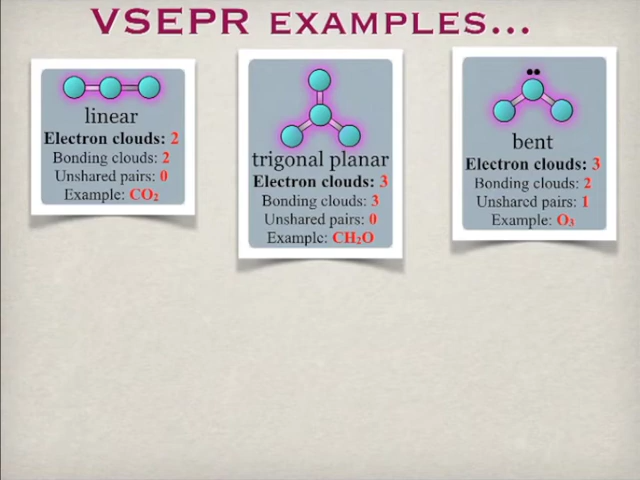 VSEPR EXAMPLES...
linear
Electron clouds: 2
Bonding clouds: 2
Unshared pairs: 0
Example: CO₂
trigonal planar
Electron clouds: 3
Bonding clouds: 3
Unshared pairs: 0
Example: CH₂O
bent
Electron clouds: 3
Bonding clouds: 2
Unshared pairs: 1
Example: O₃